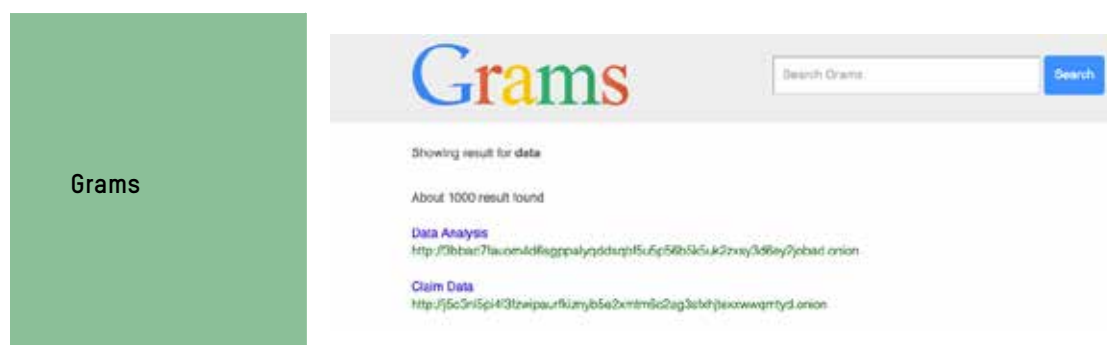 Grams
Grams
Search Grams
Search
Showing result for data
About 1000 result found
Data Analysis
Claim Data